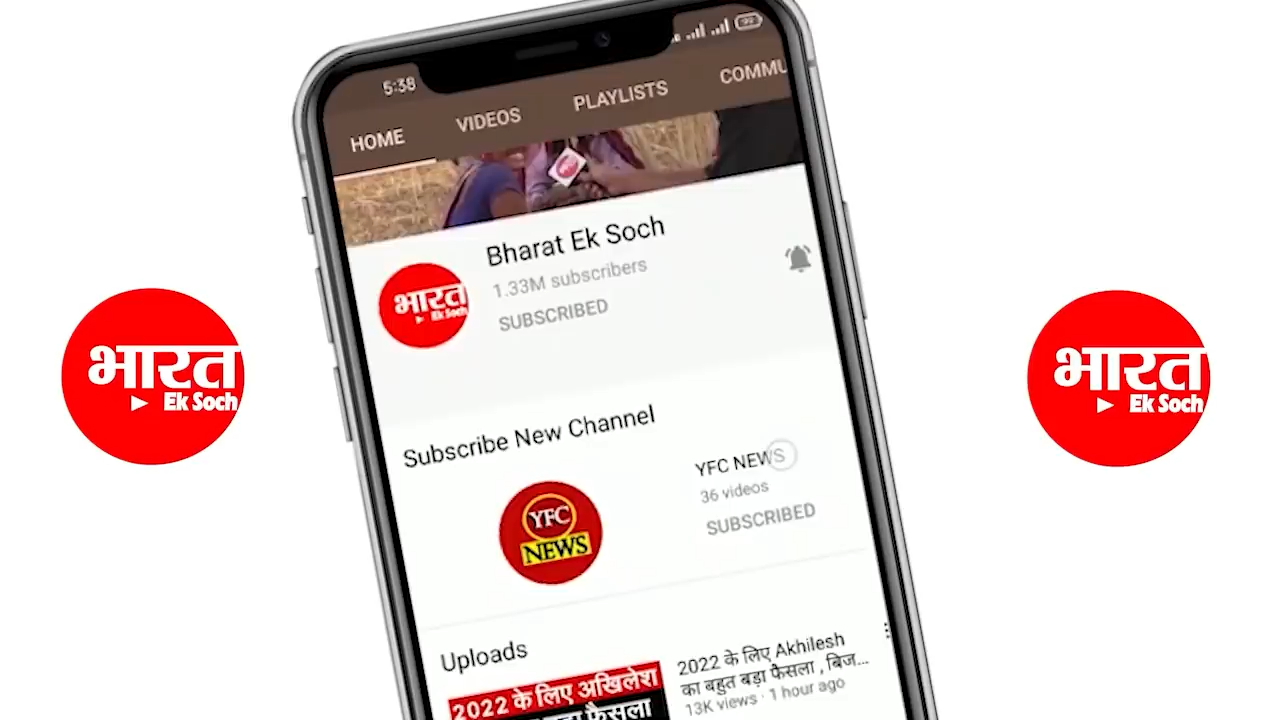 5:38
HOME
VIDEOS
PLAYLISTS
COMMU
Bharat Ek Soch
1.33M subscribers
SUBSCRIBED
भारत
Ek Soch
भारत
Ek Soch
भारत
Ek Soch
Subscribe New Channel
YFC
NEWS
YFC NEWS
36 videos
SUBSCRIBED
Uploads
2022 के लिए अखिलेश
फैसला
2022 के लिए Akhilesh
का बहुत बड़ा फैसला , बिज...
13K views · 1 hour ago